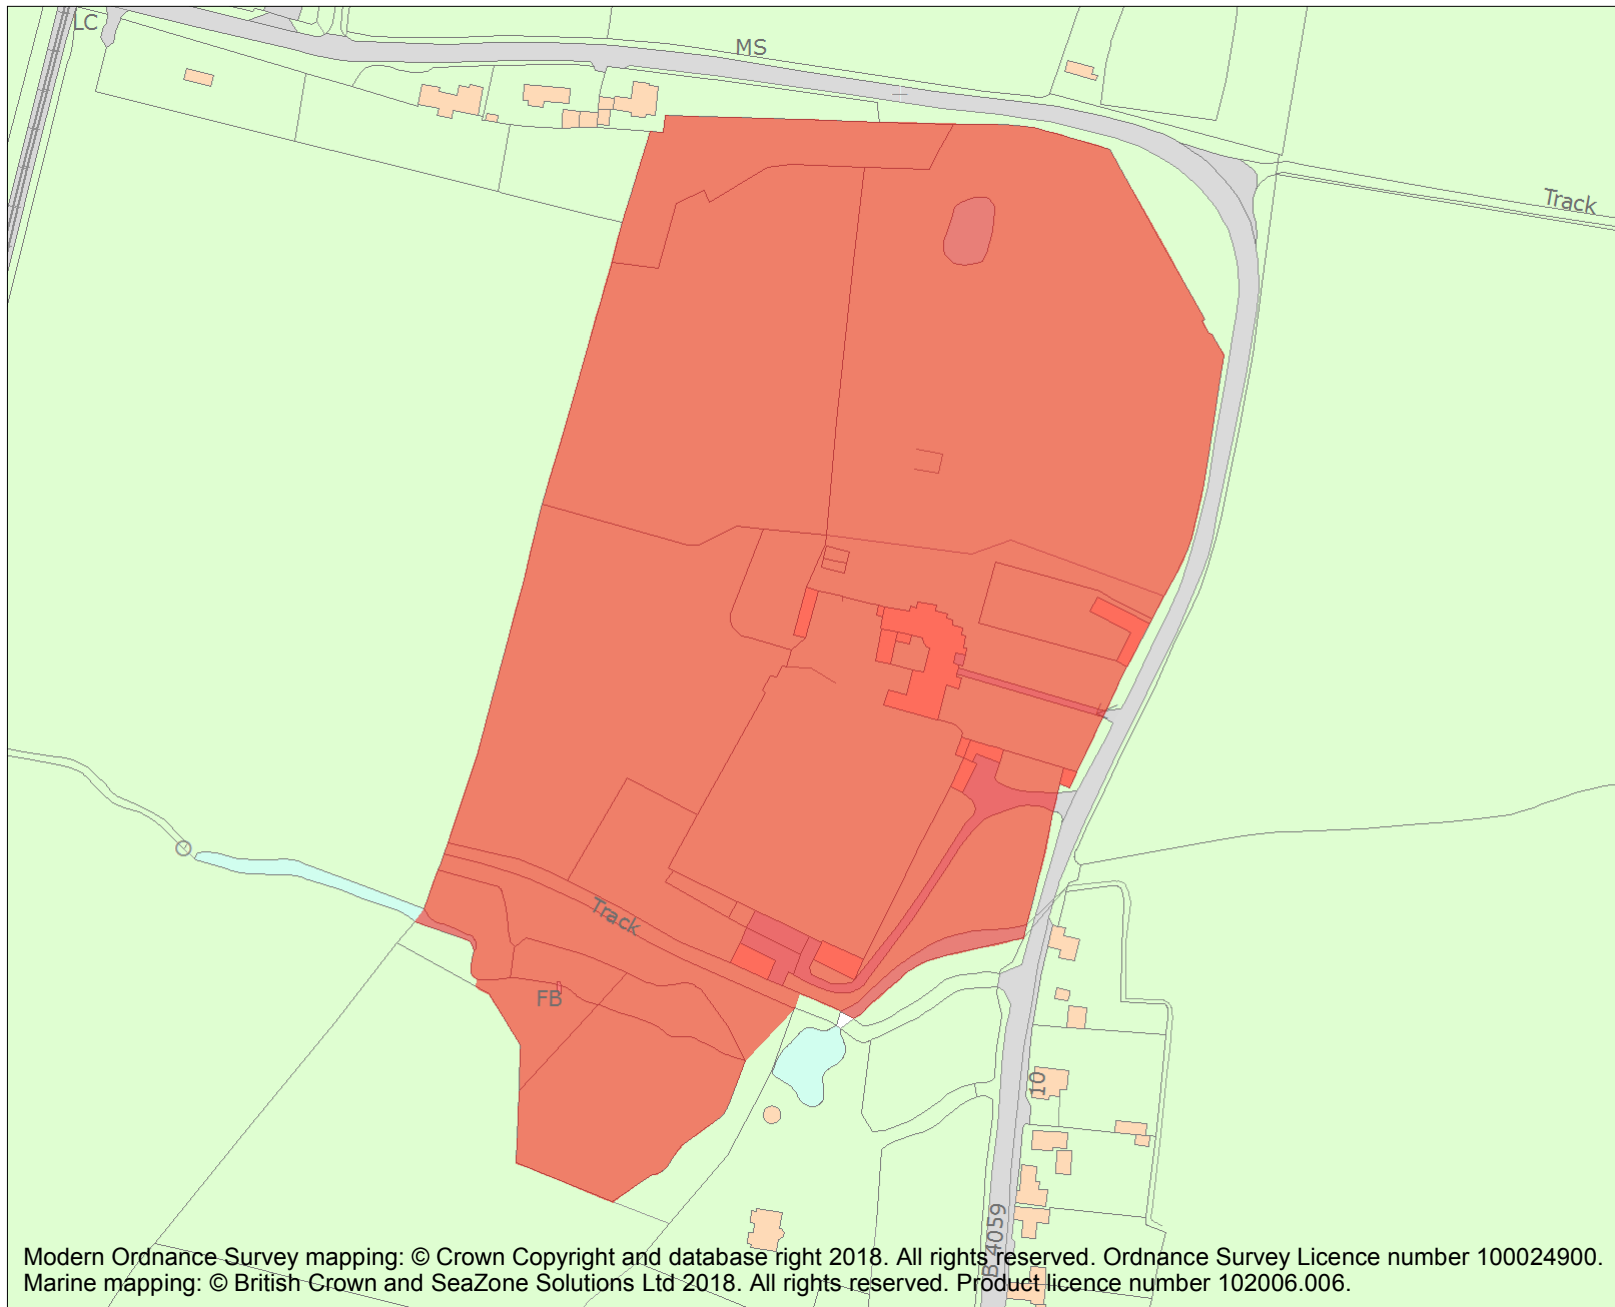 LC
MS
Track
Track
FB
10
B 4059
Modern Ordnance Survey mapping: © Crown Copyright and database right 2018. All rights reserved. Ordnance Survey Licence number 100024900.
Marine mapping: © British Crown and SeaZone Solutions Ltd 2018. All rights reserved. Product licence number 102006.006.